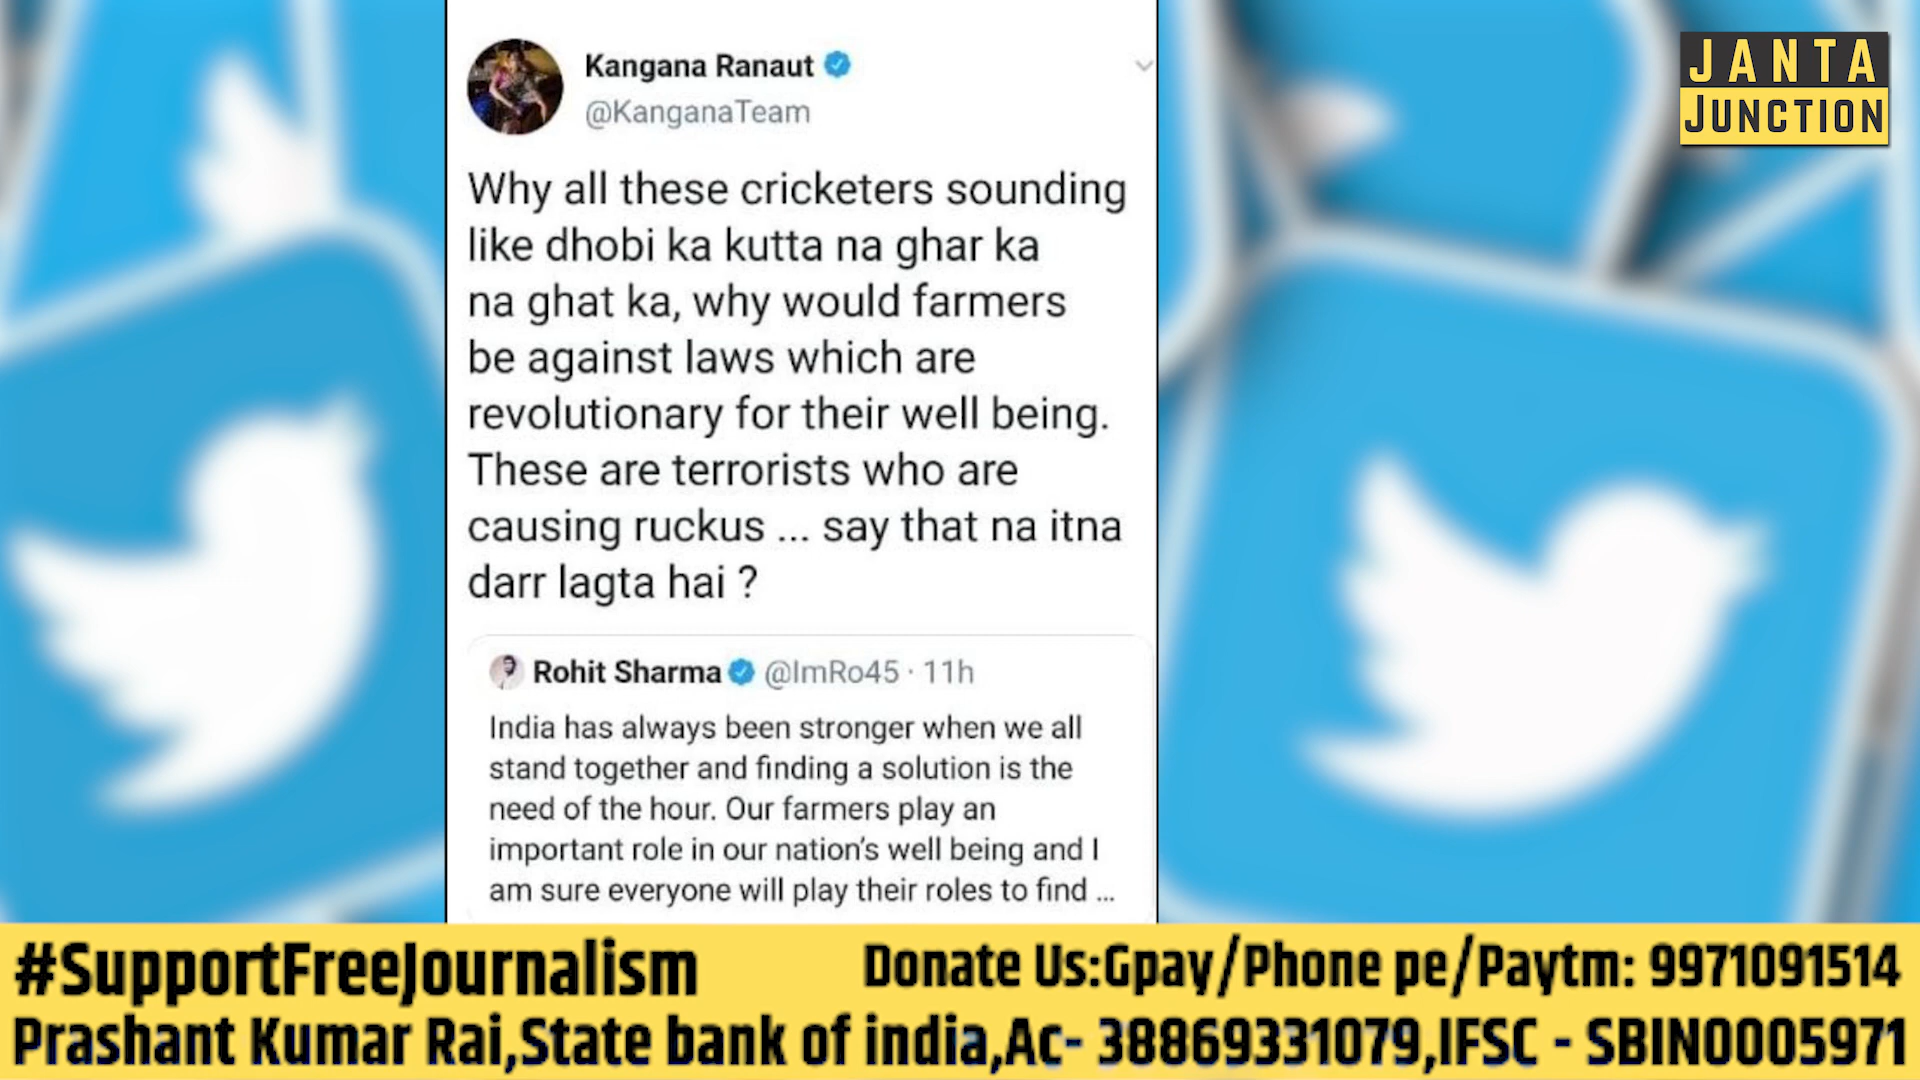 Kangana Ranaut
@KanganaTeam
JANTA
JUNCTION
Why all these cricketers sounding
like dhobi ka kutta na ghar ka
na ghat ka, why would farmers
be against laws which are
revolutionary for their well being.
These are terrorists who are
causing ruckus ... say that na itna
darr lagta hai ?
Rohit Sharma @ImRo45 · 11h
India has always been stronger when we all
stand together and finding a solution is the
need of the hour. Our farmers play an
important role in our nation's well being and I
am sure everyone will play their roles to find ...
#SupportFreeJournalism
Donate Us:Gpay/Phone pe/Paytm: 9971091514
Prashant Kumar Rai,State bank of india,Ac- 38869331079,IFSC - SBIN0005971